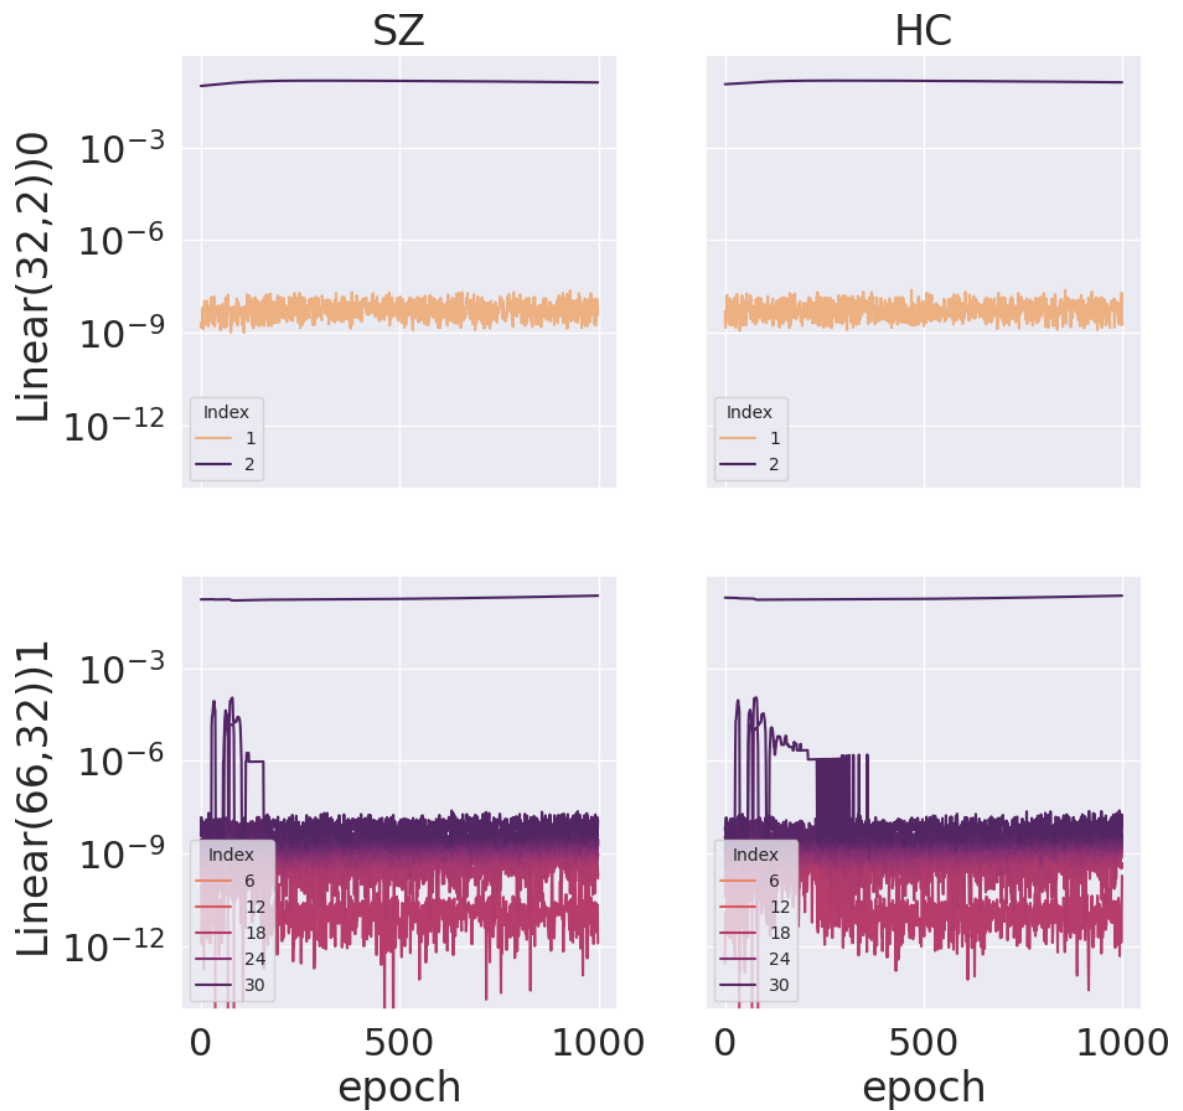 SZ
HC
Linear(32,2))0
10^{-3}
10^{-6}
10^{-9}
10^{-12}
Index
1
2
Index
1
2
Linear(66,32))1
10^{-3}
10^{-6}
10^{-9}
10^{-12}
Index
6
12
18
24
30
Index
6
12
18
24
30
0
500
1000
0
500
1000
epoch
epoch